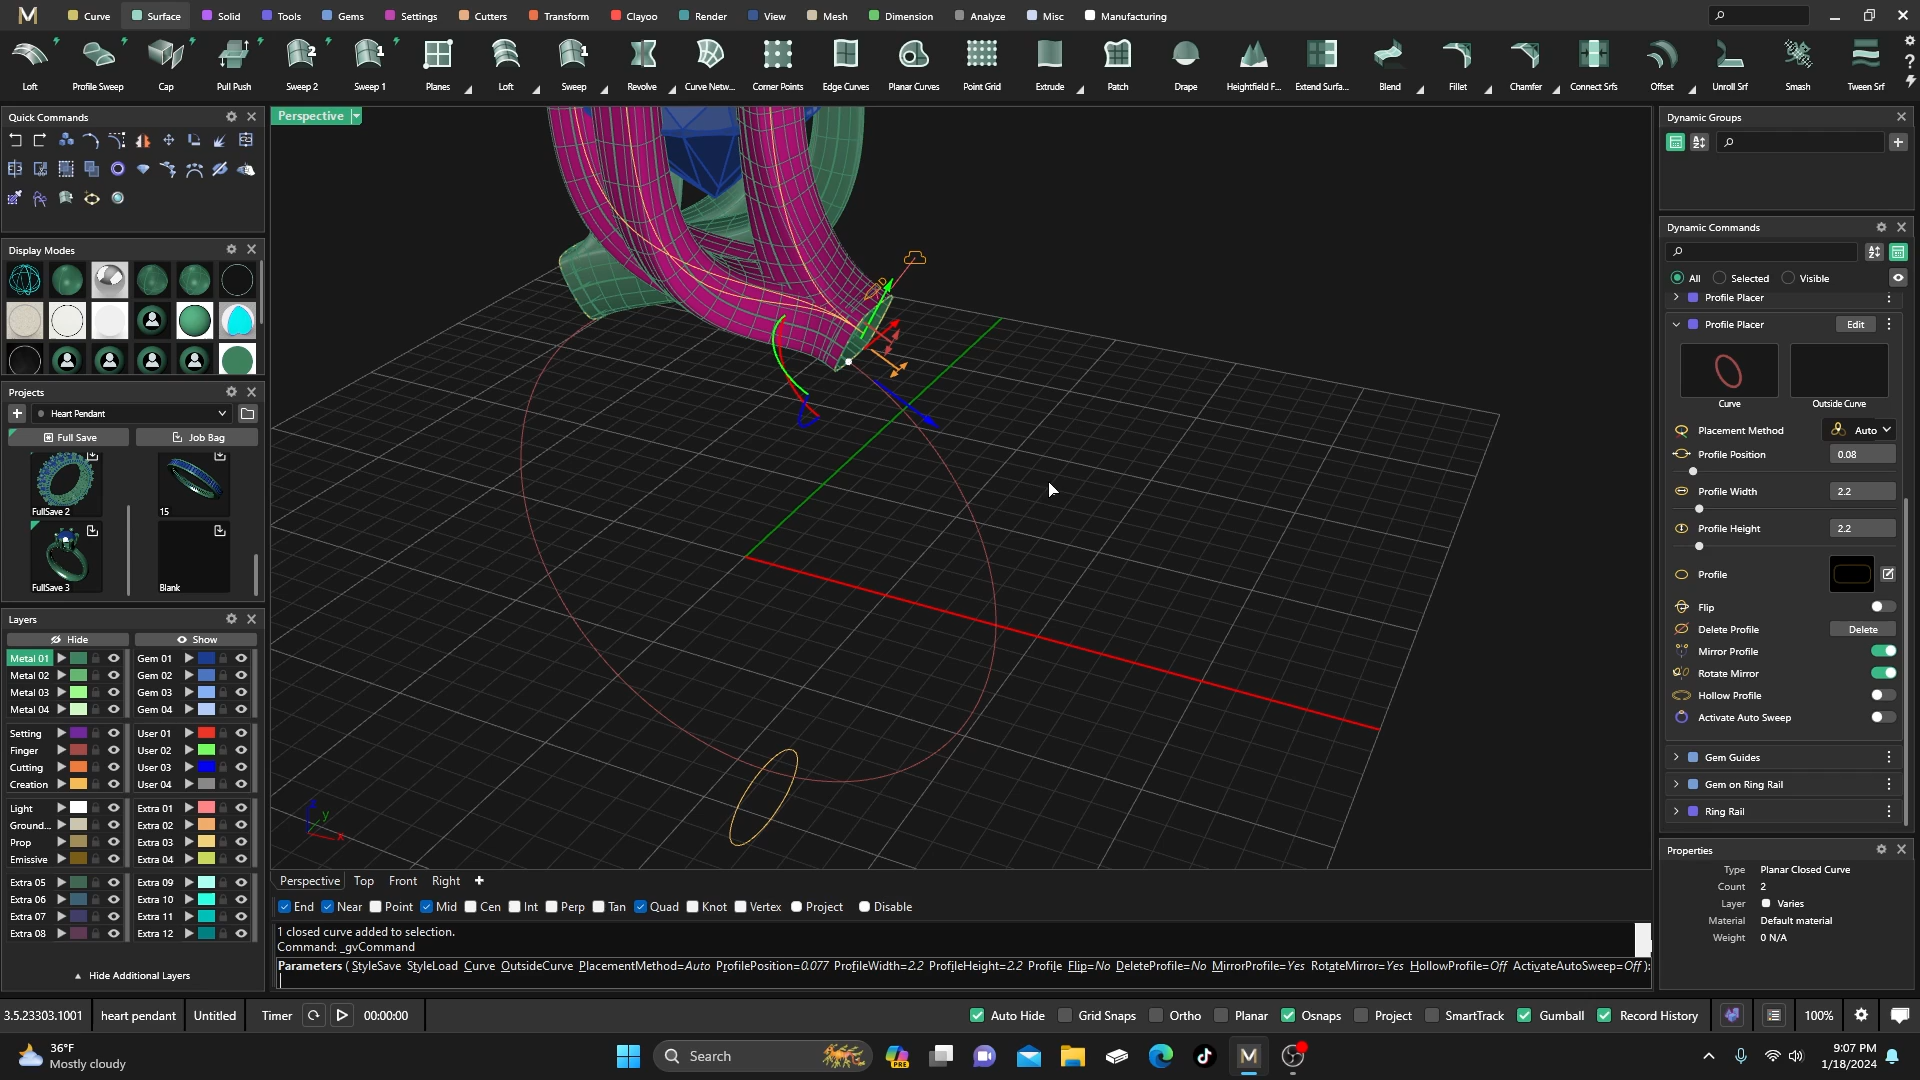 Curve Surface Solid Tools Gems Settings Cutters Transform Clayoo Render View Mesh Dimension Analyze Misc Manufacturing
Loft Profile Sweep Cap Pull Push Sweep 2 Sweep 1 Planes Loft Sweep Revolve Curve Netw... Corner Points Edge Curves Planar Curves Point Grid Extrude Patch Drape Heightfield F... Extend Surfa... Blend Fillet Chamfer Connect Srfs Offset Unroll Srf Smash Tween Srf
Quick Commands
Display Modes
Projects
Heart Pendant
Full Save Job Bag
FullSave 2 15
FullSave 3 Blank
Layers
Hide Show
Metal 01 Gem 01
Metal 02 Gem 02
Metal 03 Gem 03
Metal 04 Gem 04
Setting User 01
Finger User 02
Cutting User 03
Creation User 04
Light Extra 01
Ground... Extra 02
Prop Extra 03
Emissive Extra 04
Extra 05 Extra 09
Extra 06 Extra 10
Extra 07 Extra 11
Extra 08 Extra 12
Hide Additional Layers
Perspective
y
x
Perspective Top Front Right
End Near Point Mid Cen Int Perp Tan Quad Knot Vertex Project Disable
1 closed curve added to selection.
Command: _gvCommand
Parameters ( StyleSave StyleLoad Curve OutsideCurve PlacementMethod=Auto ProfilePosition=0.077 ProfileWidth=2.2 ProfileHeight=2.2 Profile Flip=No DeleteProfile=No MirrorProfile=Yes RotateMirror=Yes HollowProfile=Off ActivateAutoSweep=Off ):
Dynamic Groups
Dynamic Commands
All Selected Visible
Profile Placer
Profile Placer Edit
Curve Outside Curve
Placement Method Auto
Profile Position 0.08
Profile Width 2.2
Profile Height 2.2
Profile
Flip
Delete Profile Delete
Mirror Profile
Rotate Mirror
Hollow Profile
Activate Auto Sweep
Gem Guides
Gem on Ring Rail
Ring Rail
Properties
Type Planar Closed Curve
Count 2
Layer Varies
Material Default material
Weight 0 N/A
3.5.23303.1001 heart pendant Untitled Timer 00:00:00 Auto Hide Grid Snaps Ortho Planar Osnaps Project SmartTrack Gumball Record History 100%
36°F
Mostly cloudy
Search
PRE
9:07 PM
1/18/2024